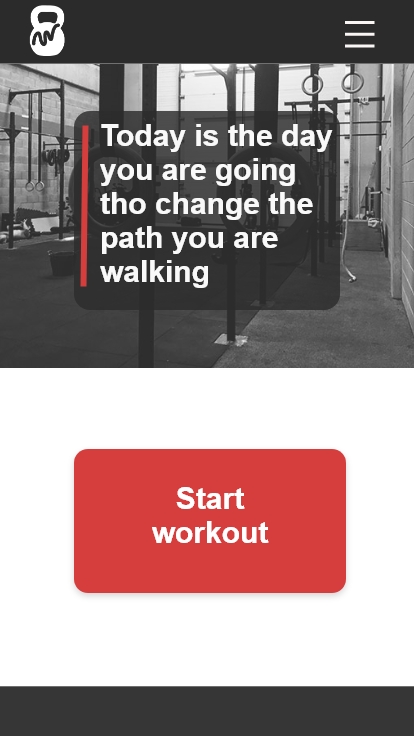 Today is the day
you are going
tho change the
path you are
walking
Start
workout